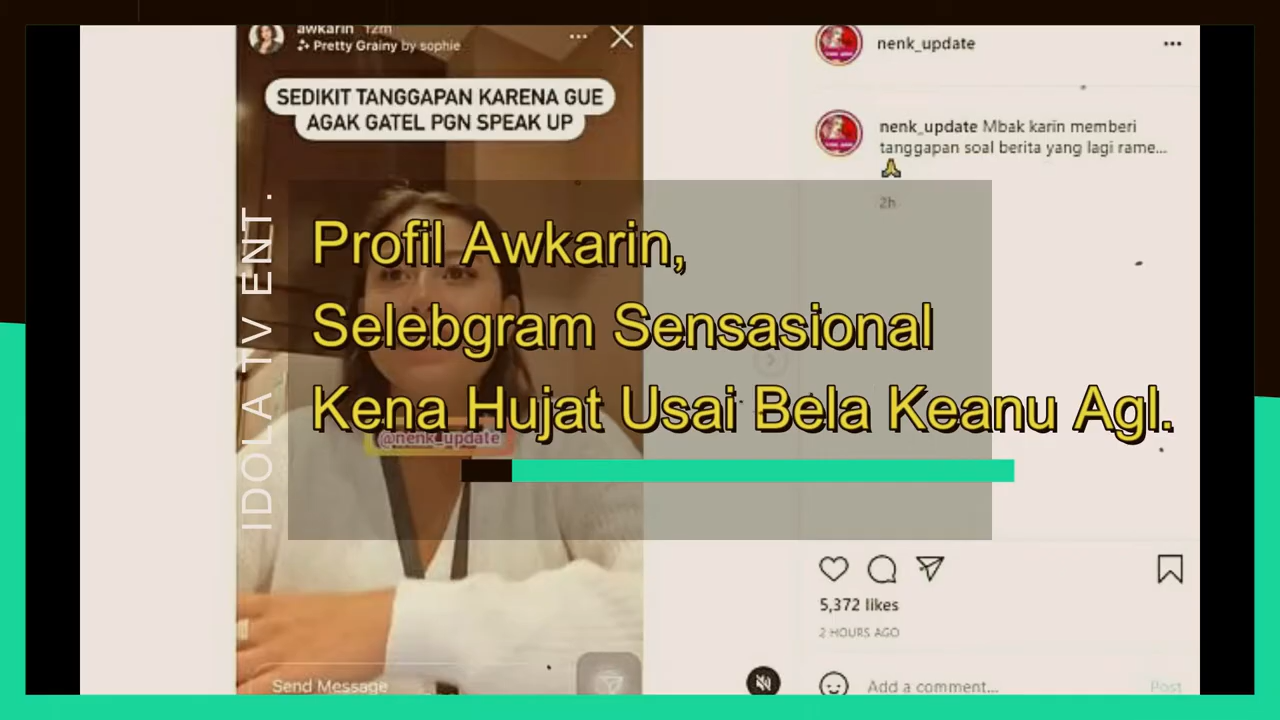 awkarin 12m
Pretty Grainy by sophie
SEDIKIT TANGGAPAN KARENA GUE
AGAK GATEL PGN SPEAK UP
nenk_update
nenk_update Mbak karin memberi
tanggapan soal berita yang lagi rame...
2h
IDOLA TV ENT.
Profil Awkarin,
Selebgram Sensasional
Kena Hujat Usai Bela Keanu Agl.
@nenk_update
5,372 likes
2 HOURS AGO
Send Message
Add a comment...
Post